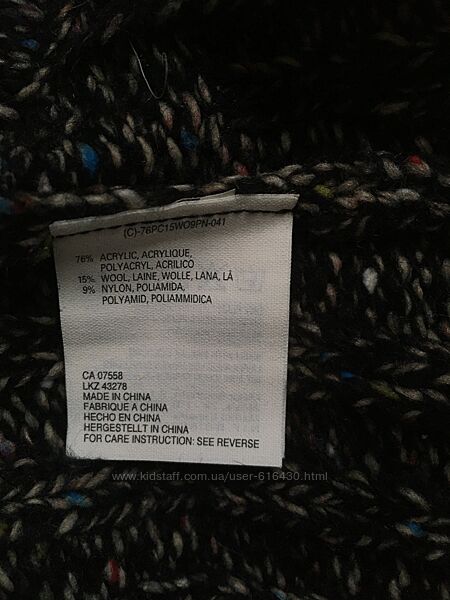 (C)-76PC15WO9PN-041
76% ACRYLIC, ACRYLIQUE,
POLYACRYL, ACRILICO
15% WOOL, LAINE, WOLLE, LANA, LÃ
9% NYLON, POLIAMIDA,
POLYAMID, POLIAMMIDICA
CA 07558
LKZ 43278
MADE IN CHINA
FABRIQUE A CHINA
HECHO EN CHINA
HERGESTELLT IN CHINA
FOR CARE INSTRUCTION: SEE REVERSE
www.kidstaff.com.ua/user-616430.html